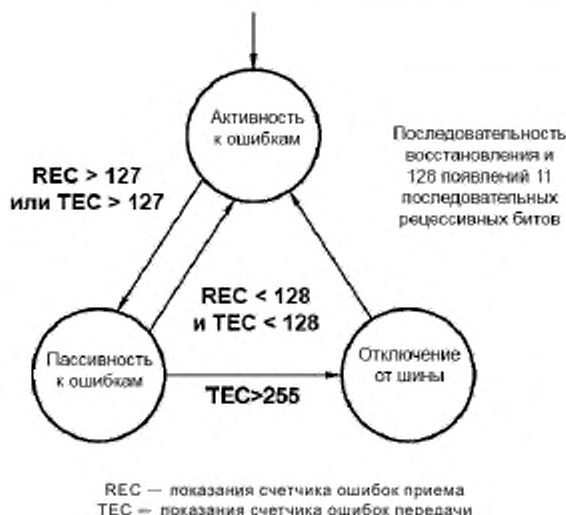 Активность
к ошибкам
Последовательность
восстановления и
128 появлений 11
последовательных
рецессивных битов
REC > 127
или TEC > 127
REC < 128
и TEC < 128
Пассивность
к ошибкам
Отключение
от шины
TEC>255
REC — показания счетчика ошибок приема
TEC — показания счетчика ошибок передачи